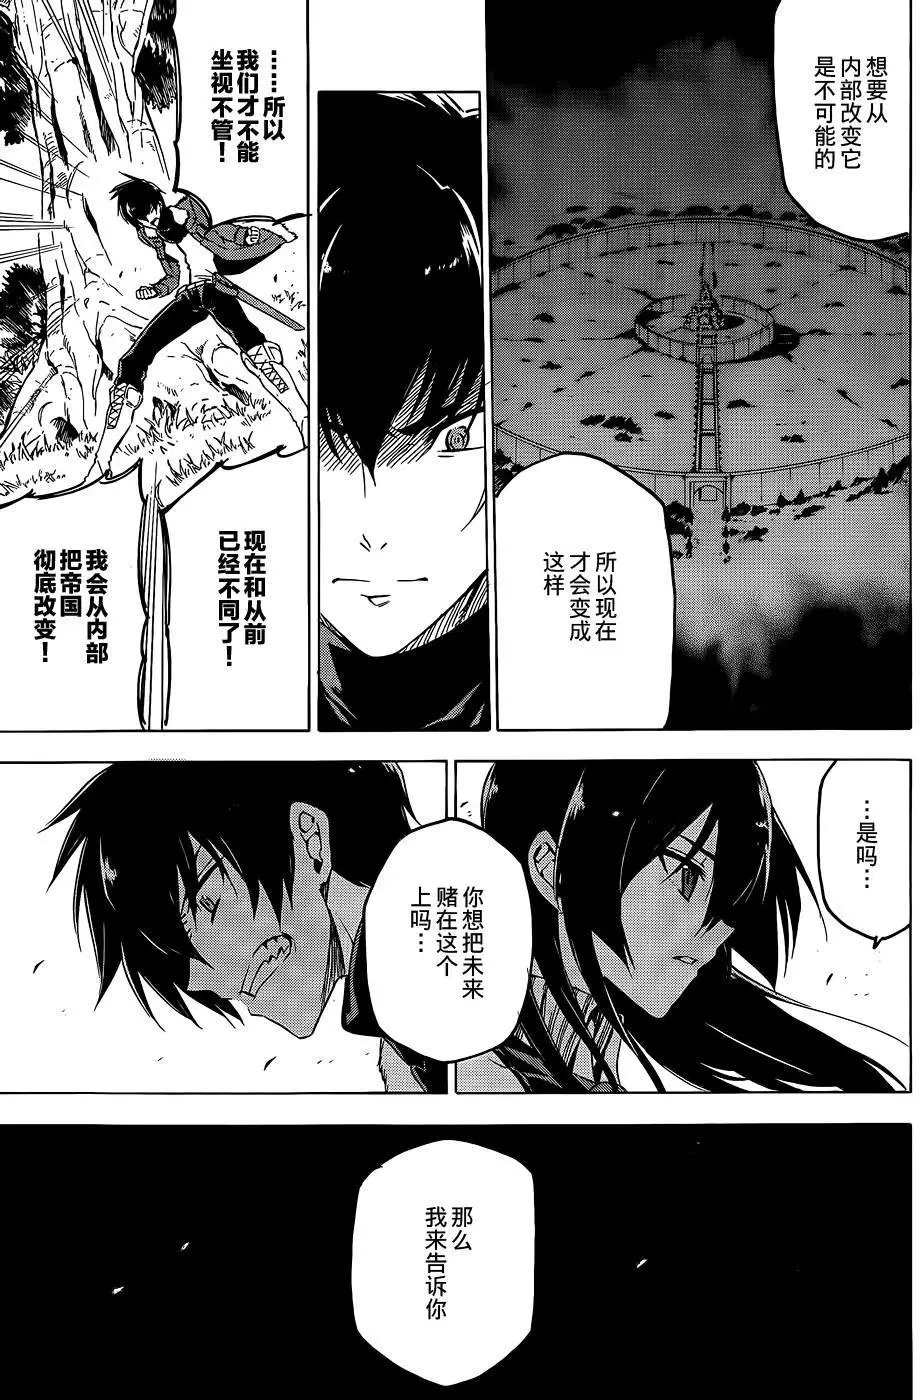 想要从
内部改变它
是不可能的
所以现在
才会变成
这样
……所以
我们才不能
坐视不管！
现在和从前
已经不同了！
我会从内部
把帝国
彻底改变！
…是吗…
你想把未来
赌在这个
上吗…
那么
我来告诉你